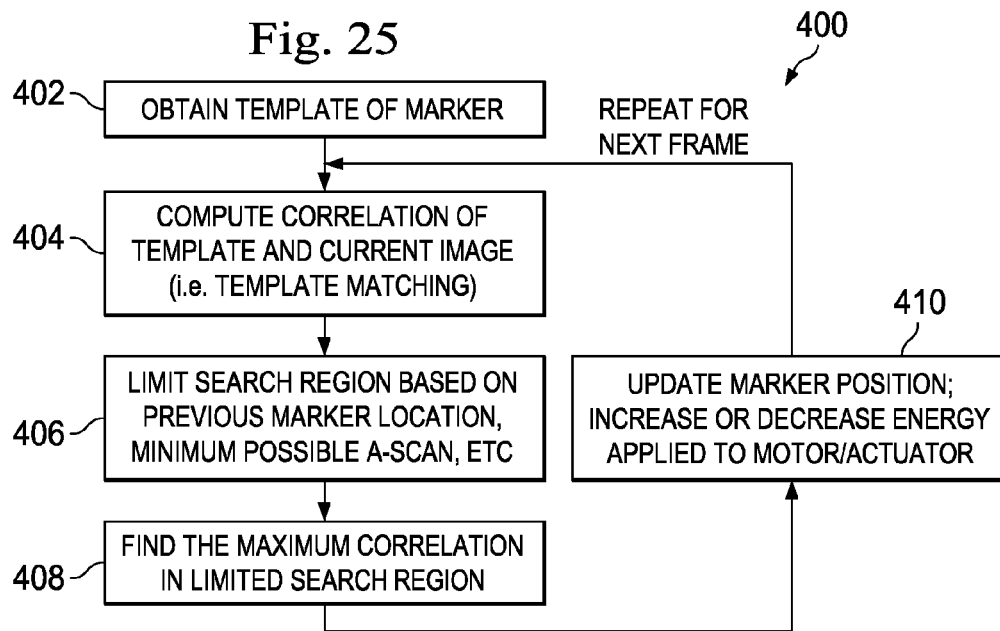 Fig. 25
400
402
OBTAIN TEMPLATE OF MARKER
REPEAT FOR
NEXT FRAME
404
COMPUTE CORRELATION OF
TEMPLATE AND CURRENT IMAGE
(i.e. TEMPLATE MATCHING)
406
LIMIT SEARCH REGION BASED ON
PREVIOUS MARKER LOCATION,
MINIMUM POSSIBLE A-SCAN, ETC
410
UPDATE MARKER POSITION;
INCREASE OR DECREASE ENERGY
APPLIED TO MOTOR/ACTUATOR
408
FIND THE MAXIMUM CORRELATION
IN LIMITED SEARCH REGION